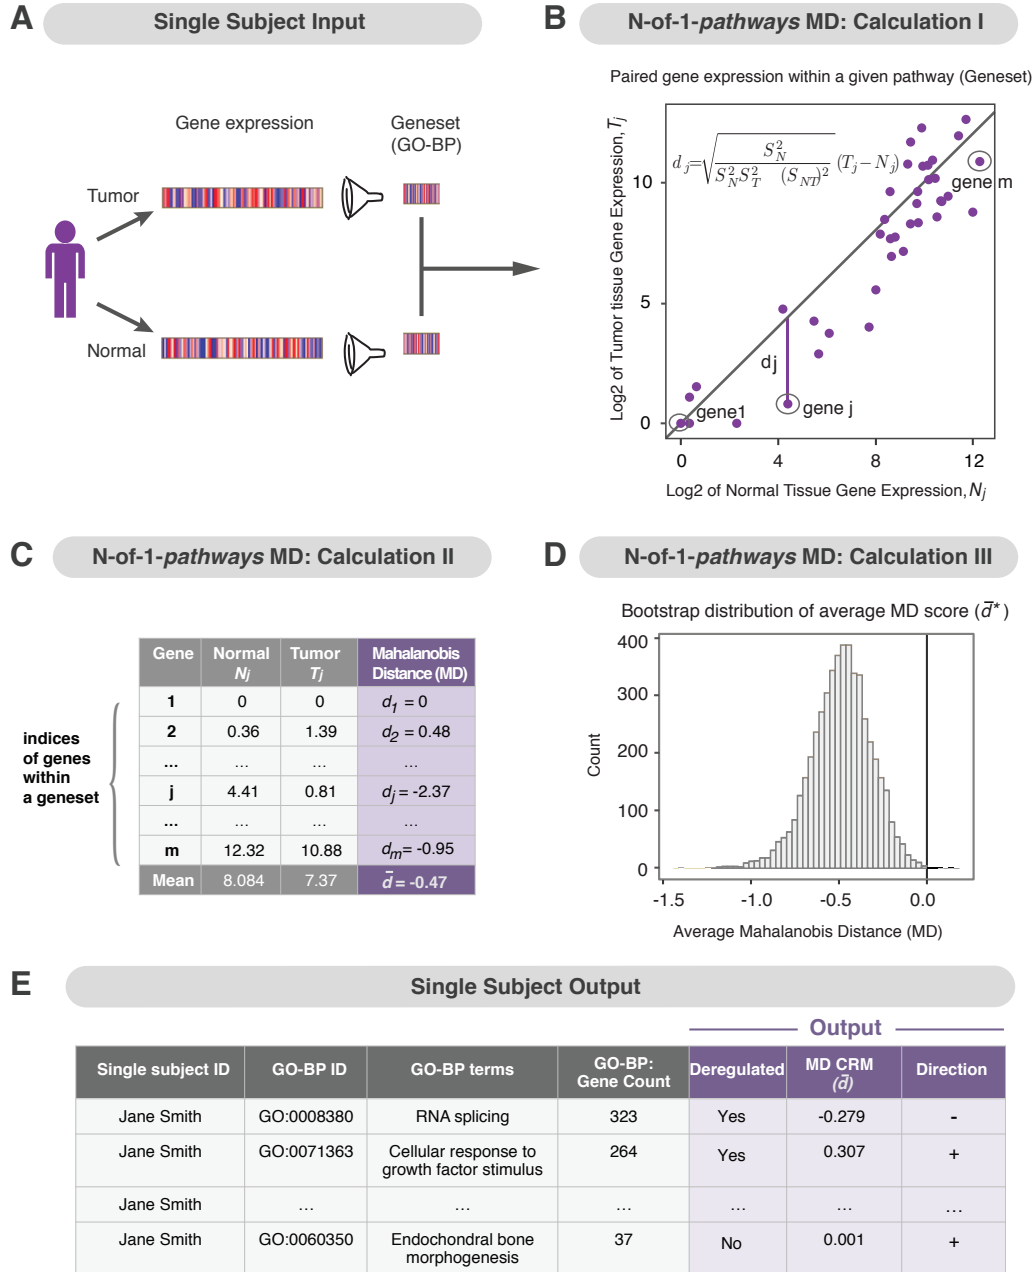 A
Single Subject Input
Gene expression
Geneset
(GO-BP)
Tumor
Normal
B
N-of-1-pathways MD: Calculation I
Paired gene expression within a given pathway (Geneset)
Log2 of Tumor tissue Gene Expression, Tj
d j=√ S²N / S²N S²T (S NT)² (T j – N j)
10
5
0
gene m
d j
gene j
gene1
0 4 8 12
Log2 of Normal Tissue Gene Expression, Nj
C
N-of-1-pathways MD: Calculation II
indices
of genes
within
a geneset
Gene Normal Nj Tumor Tj Mahalanobis Distance (MD)
1 0 0 d1 = 0
2 0.36 1.39 d2 = 0.48
... ... ... ...
j 4.41 0.81 dj = -2.37
... ... ... ...
m 12.32 10.88 dm= -0.95
Mean 8.084 7.37 d̄ = -0.47
D
N-of-1-pathways MD: Calculation III
Bootstrap distribution of average MD score (d̄*)
Count
400
300
200
100
0
-1.5 -1.0 -0.5 0.0
Average Mahalanobis Distance (MD)
E
Single Subject Output
Output
Single subject ID GO-BP ID GO-BP terms GO-BP: Gene Count Deregulated MD CRM (d̄) Direction
Jane Smith GO:0008380 RNA splicing 323 Yes -0.279 -
Jane Smith GO:0071363 Cellular response to growth factor stimulus 264 Yes 0.307 +
Jane Smith ... ... ... ... ... ...
Jane Smith GO:0060350 Endochondral bone morphogenesis 37 No 0.001 +